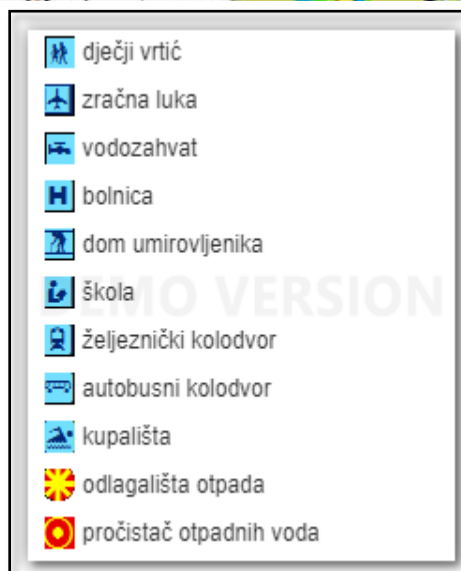 dječji vrtić
zračna luka
vodozahvat
H bolnica
dom umirovljenika
DEMO VERSION
škola
željeznički kolodvor
autobusni kolodvor
kupališta
odlagališta otpada
pročistač otpadnih voda